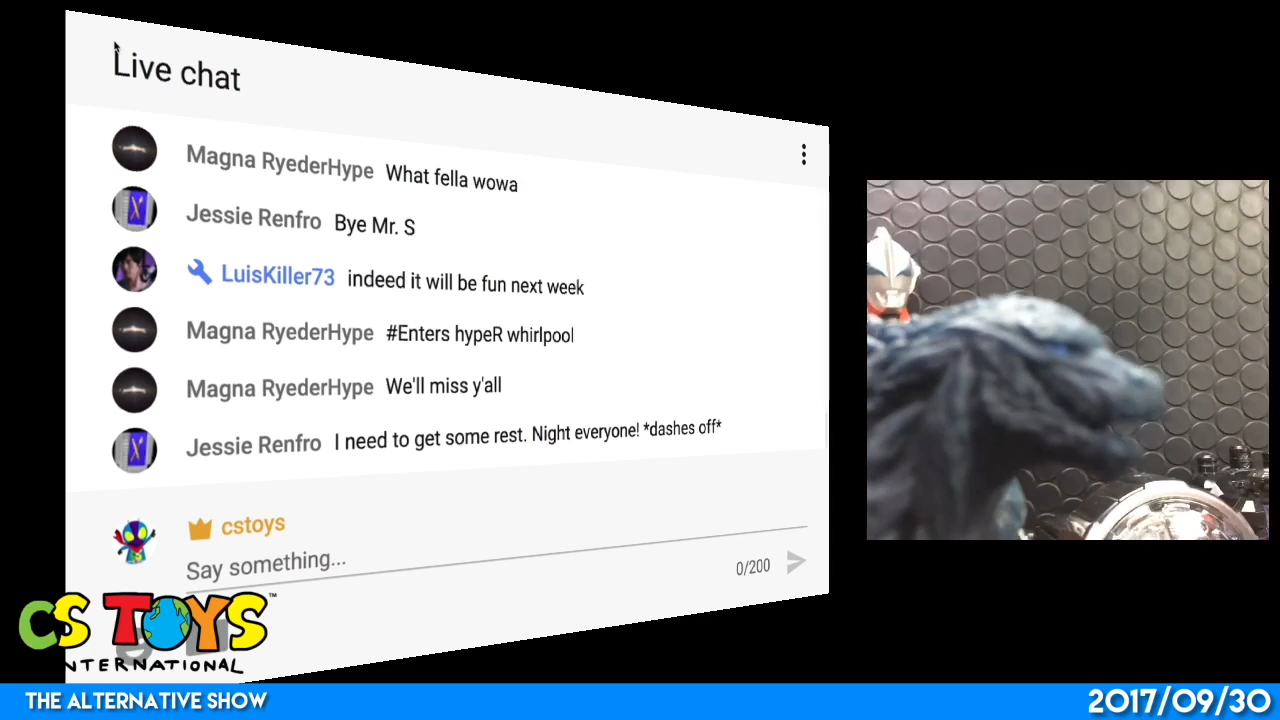 Live chat
Magna RyederHype What fella wowa
Jessie Renfro Bye Mr. S
LuisKiller73 indeed it will be fun next week
Magna RyederHype #Enters hypeR whirlpool
Magna RyederHype We'll miss y'all
Jessie Renfro I need to get some rest. Night everyone! *dashes off*
cstoys
Say something...
0/200
CS TOYS™
INTERNATIONAL
THE ALTERNATIVE SHOW
2017/09/30